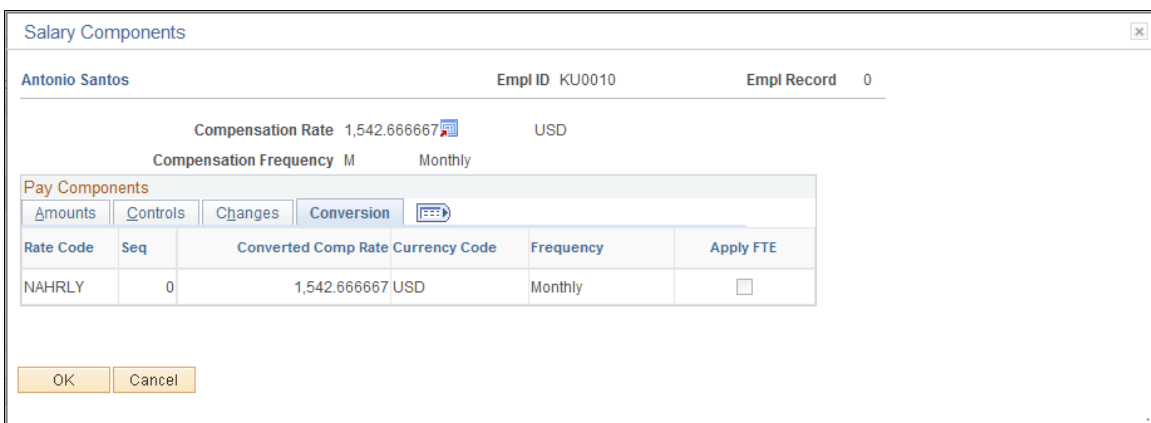 Salary Components
Antonio Santos Empl ID KU0010 Empl Record 0
Compensation Rate 1,542.666667 USD
Compensation Frequency M Monthly
Pay Components
Amounts Controls Changes Conversion
Rate Code Seq Converted Comp Rate Currency Code Frequency Apply FTE
NAHRLY 0 1,542.666667 USD Monthly
OK Cancel